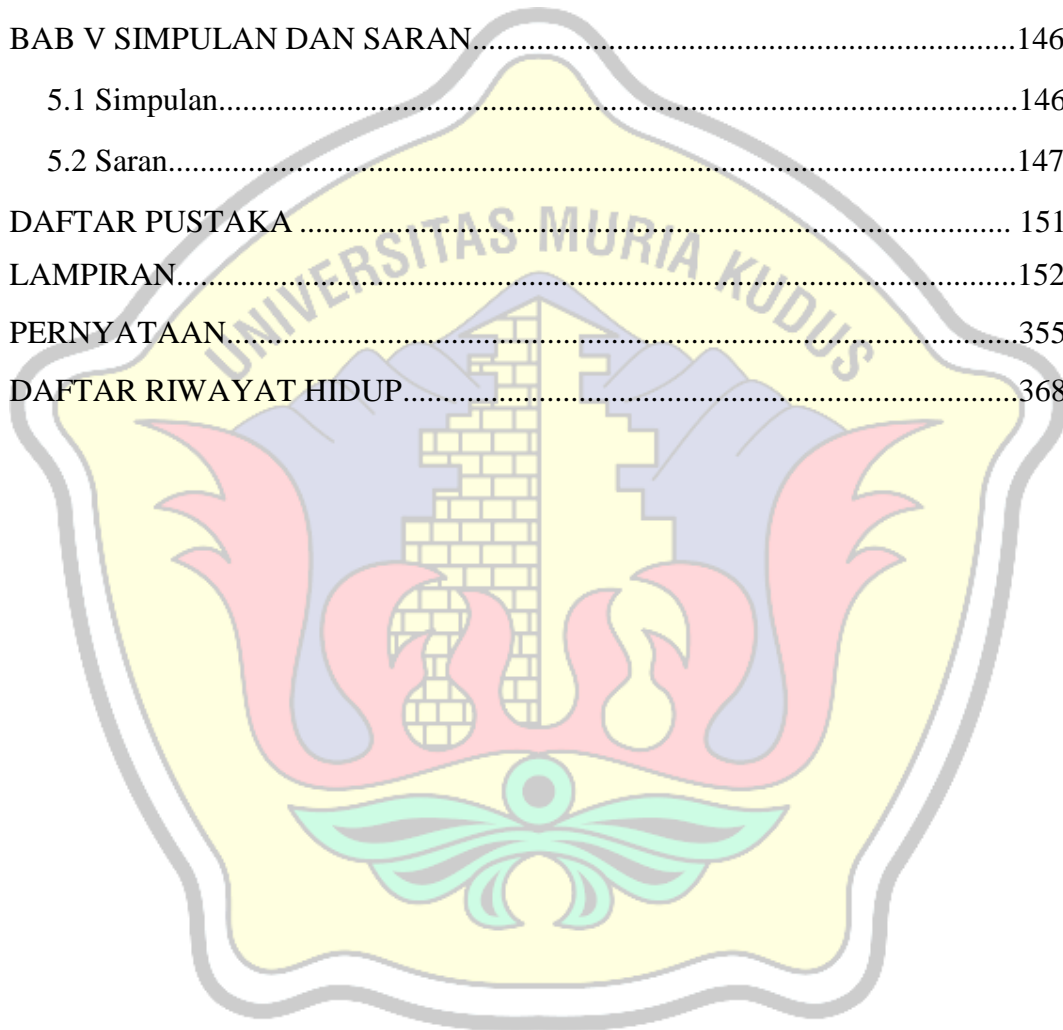 BAB V SIMPULAN DAN SARAN.....................................................................146
5.1 Simpulan.....................................................................................................146
5.2 Saran...........................................................................................................147
DAFTAR PUSTAKA .......................................................................................... 151
LAMPIRAN..........................................................................................................152
PERNYATAAN....................................................................................................355
DAFTAR RIWAYAT HIDUP..............................................................................368
UNIVERSITAS MURIA KUDUS